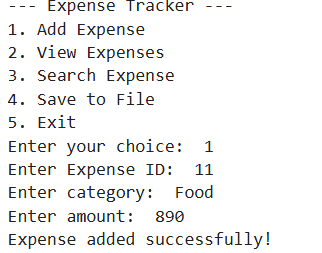 --- Expense Tracker ---
1. Add Expense
2. View Expenses
3. Search Expense
4. Save to File
5. Exit
Enter your choice:  1
Enter Expense ID:  11
Enter category:  Food
Enter amount:  890
Expense added successfully!